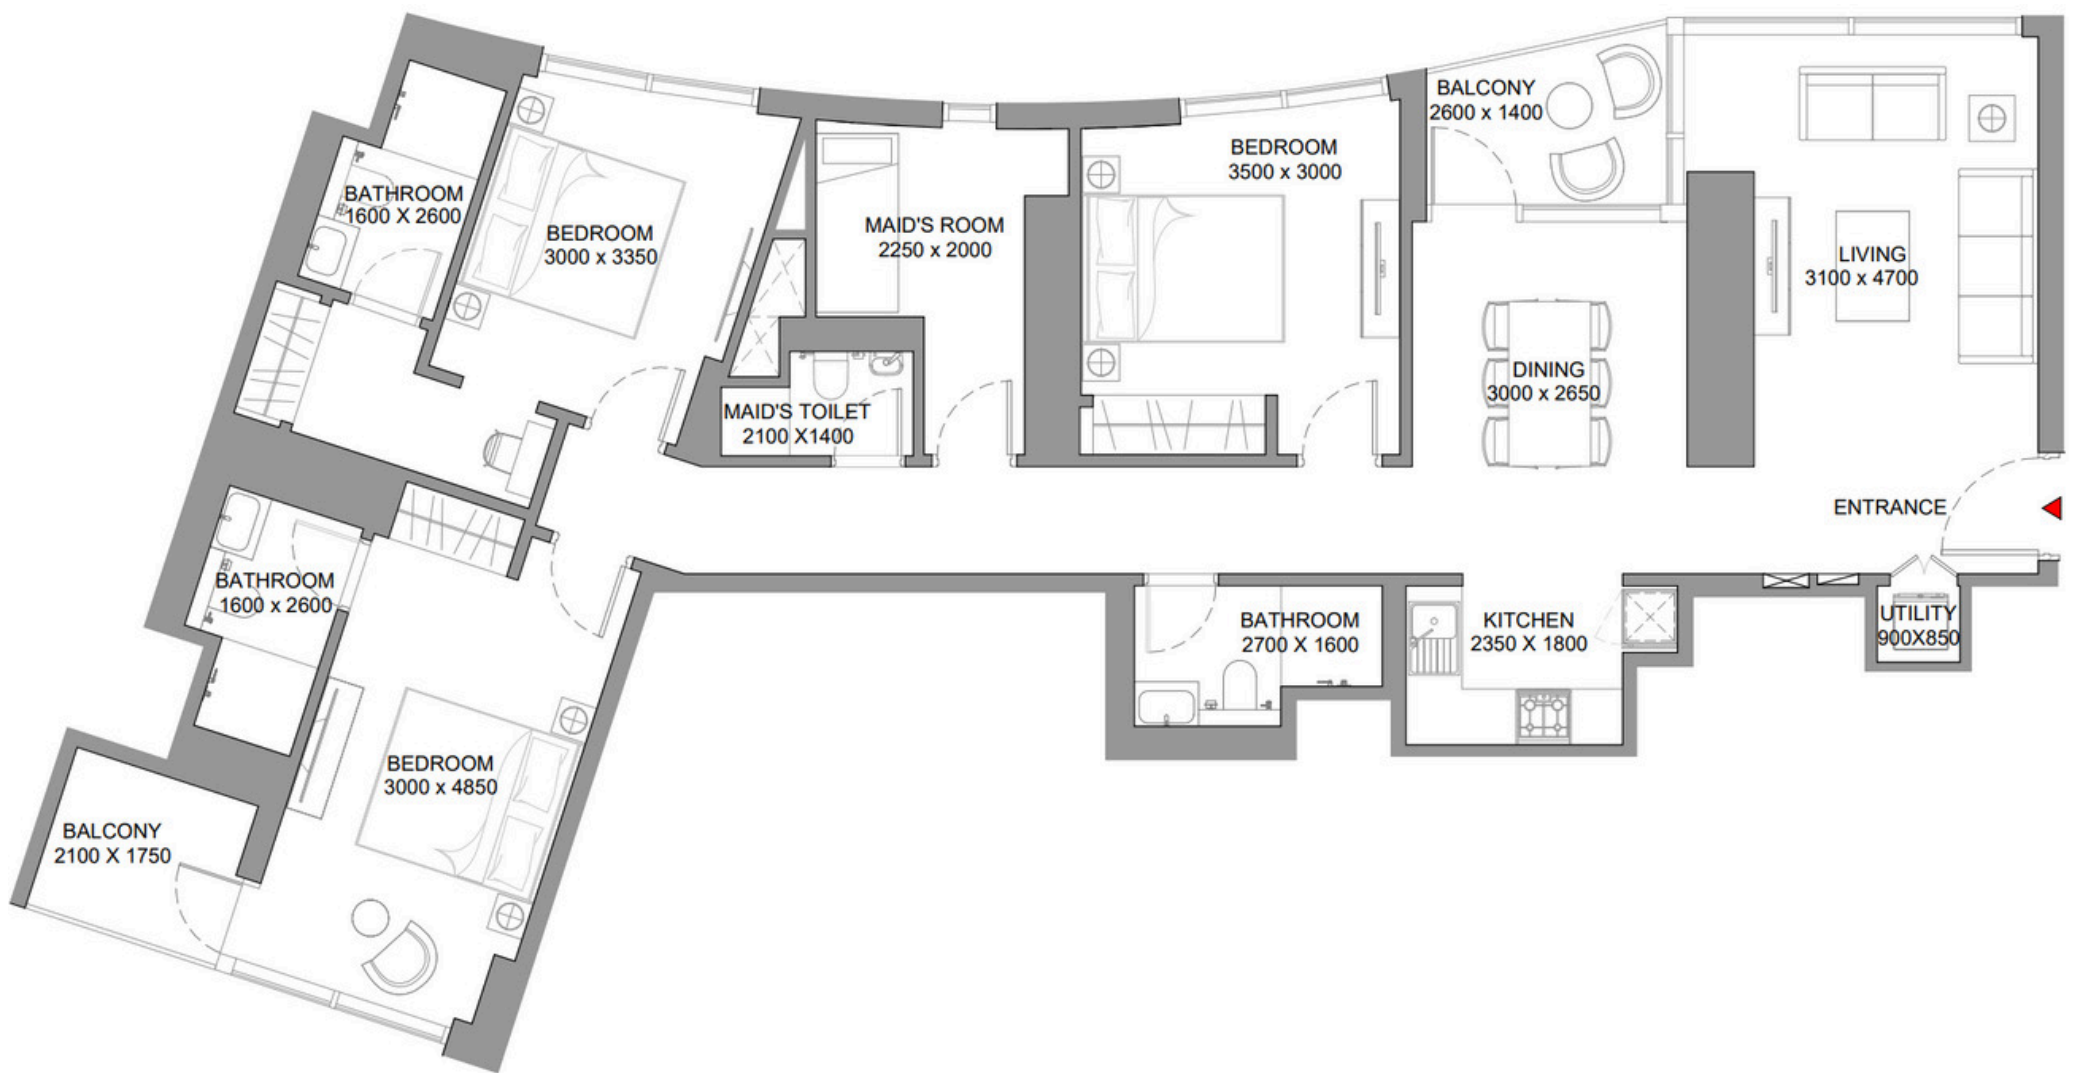 BALCONY
2600 x 1400
BEDROOM
3500 x 3000
BATHROOM
1600 X 2600
BEDROOM
3000 x 3350
MAID'S ROOM
2250 x 2000
LIVING
3100 x 4700
DINING
3000 x 2650
MAID'S TOILET
2100 X1400
ENTRANCE
BATHROOM
1600 x 2600
BATHROOM
2700 X 1600
KITCHEN
2350 X 1800
UTILITY
900X850
BEDROOM
3000 x 4850
BALCONY
2100 X 1750